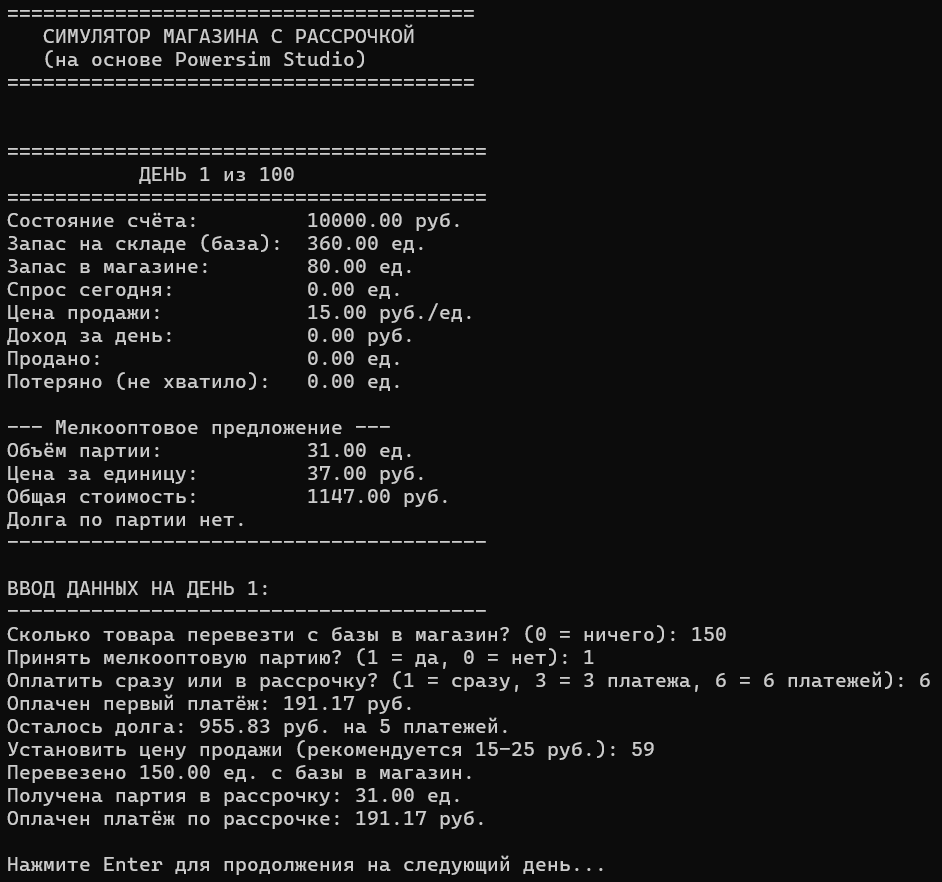 =======================================
СИМУЛЯТОР МАГАЗИНА С РАССРОЧКОЙ
(на основе Powersim Studio)
=======================================
========================================
ДЕНЬ 1 из 100
========================================
Состояние счёта: 10000.00 руб.
Запас на складе (база): 360.00 ед.
Запас в магазине: 80.00 ед.
Спрос сегодня: 0.00 ед.
Цена продажи: 15.00 руб./ед.
Доход за день: 0.00 руб.
Продано: 0.00 ед.
Потеряно (не хватило): 0.00 ед.
--- Мелкооптовое предложение ---
Объём партии: 31.00 ед.
Цена за единицу: 37.00 руб.
Общая стоимость: 1147.00 руб.
Долга по партии нет.
----------------------------------------
ВВОД ДАННЫХ НА ДЕНЬ 1:
----------------------------------------
Сколько товара перевезти с базы в магазин? (0 = ничего): 150
Принять мелкооптовую партию? (1 = да, 0 = нет): 1
Оплатить сразу или в рассрочку? (1 = сразу, 3 = 3 платежа, 6 = 6 платежей): 6
Оплачен первый платёж: 191.17 руб.
Осталось долга: 955.83 руб. на 5 платежей.
Установить цену продажи (рекомендуется 15-25 руб.): 59
Перевезено 150.00 ед. с базы в магазин.
Получена партия в рассрочку: 31.00 ед.
Оплачен платёж по рассрочке: 191.17 руб.
Нажмите Enter для продолжения на следующий день...